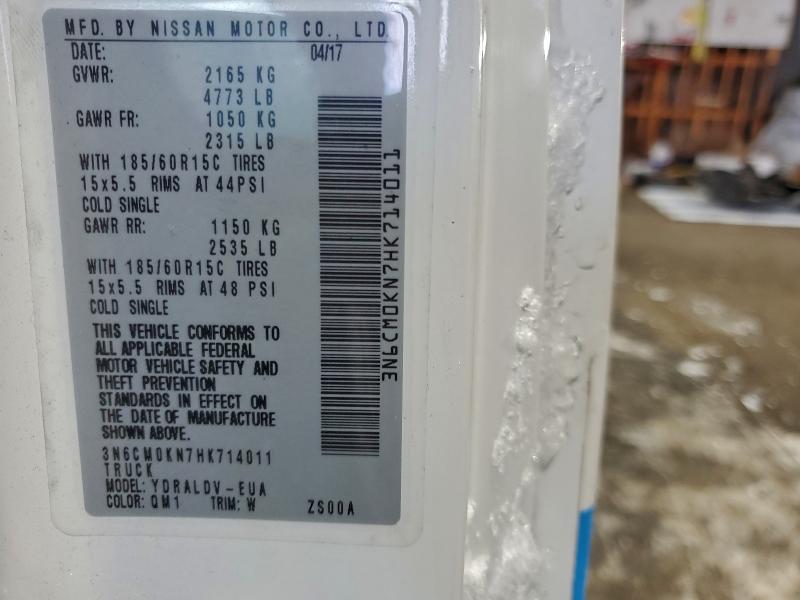 MFD. BY NISSAN MOTOR CO., LTD.
DATE: 04/17
GVWR: 2165 KG
4773 LB
GAWR FR: 1050 KG
2315 LB
WITH 185/60R15C TIRES
15x5.5 RIMS AT 44PSI
COLD SINGLE
GAWR RR: 1150 KG
2535 LB
WITH 185/60R15C TIRES
15x5.5 RIMS AT 48 PSI
COLD SINGLE
THIS VEHICLE CONFORMS TO
ALL APPLICABLE FEDERAL
MOTOR VEHICLE SAFETY AND
THEFT PREVENTION
STANDARDS IN EFFECT ON
THE DATE OF MANUFACTURE
SHOWN ABOVE.
3N6CM0KN7HK714011
TRUCK
MODEL: YDRALDV-EUA
COLOR: QM1 TRIM: W ZS00A
3N6CM0KN7HK714011